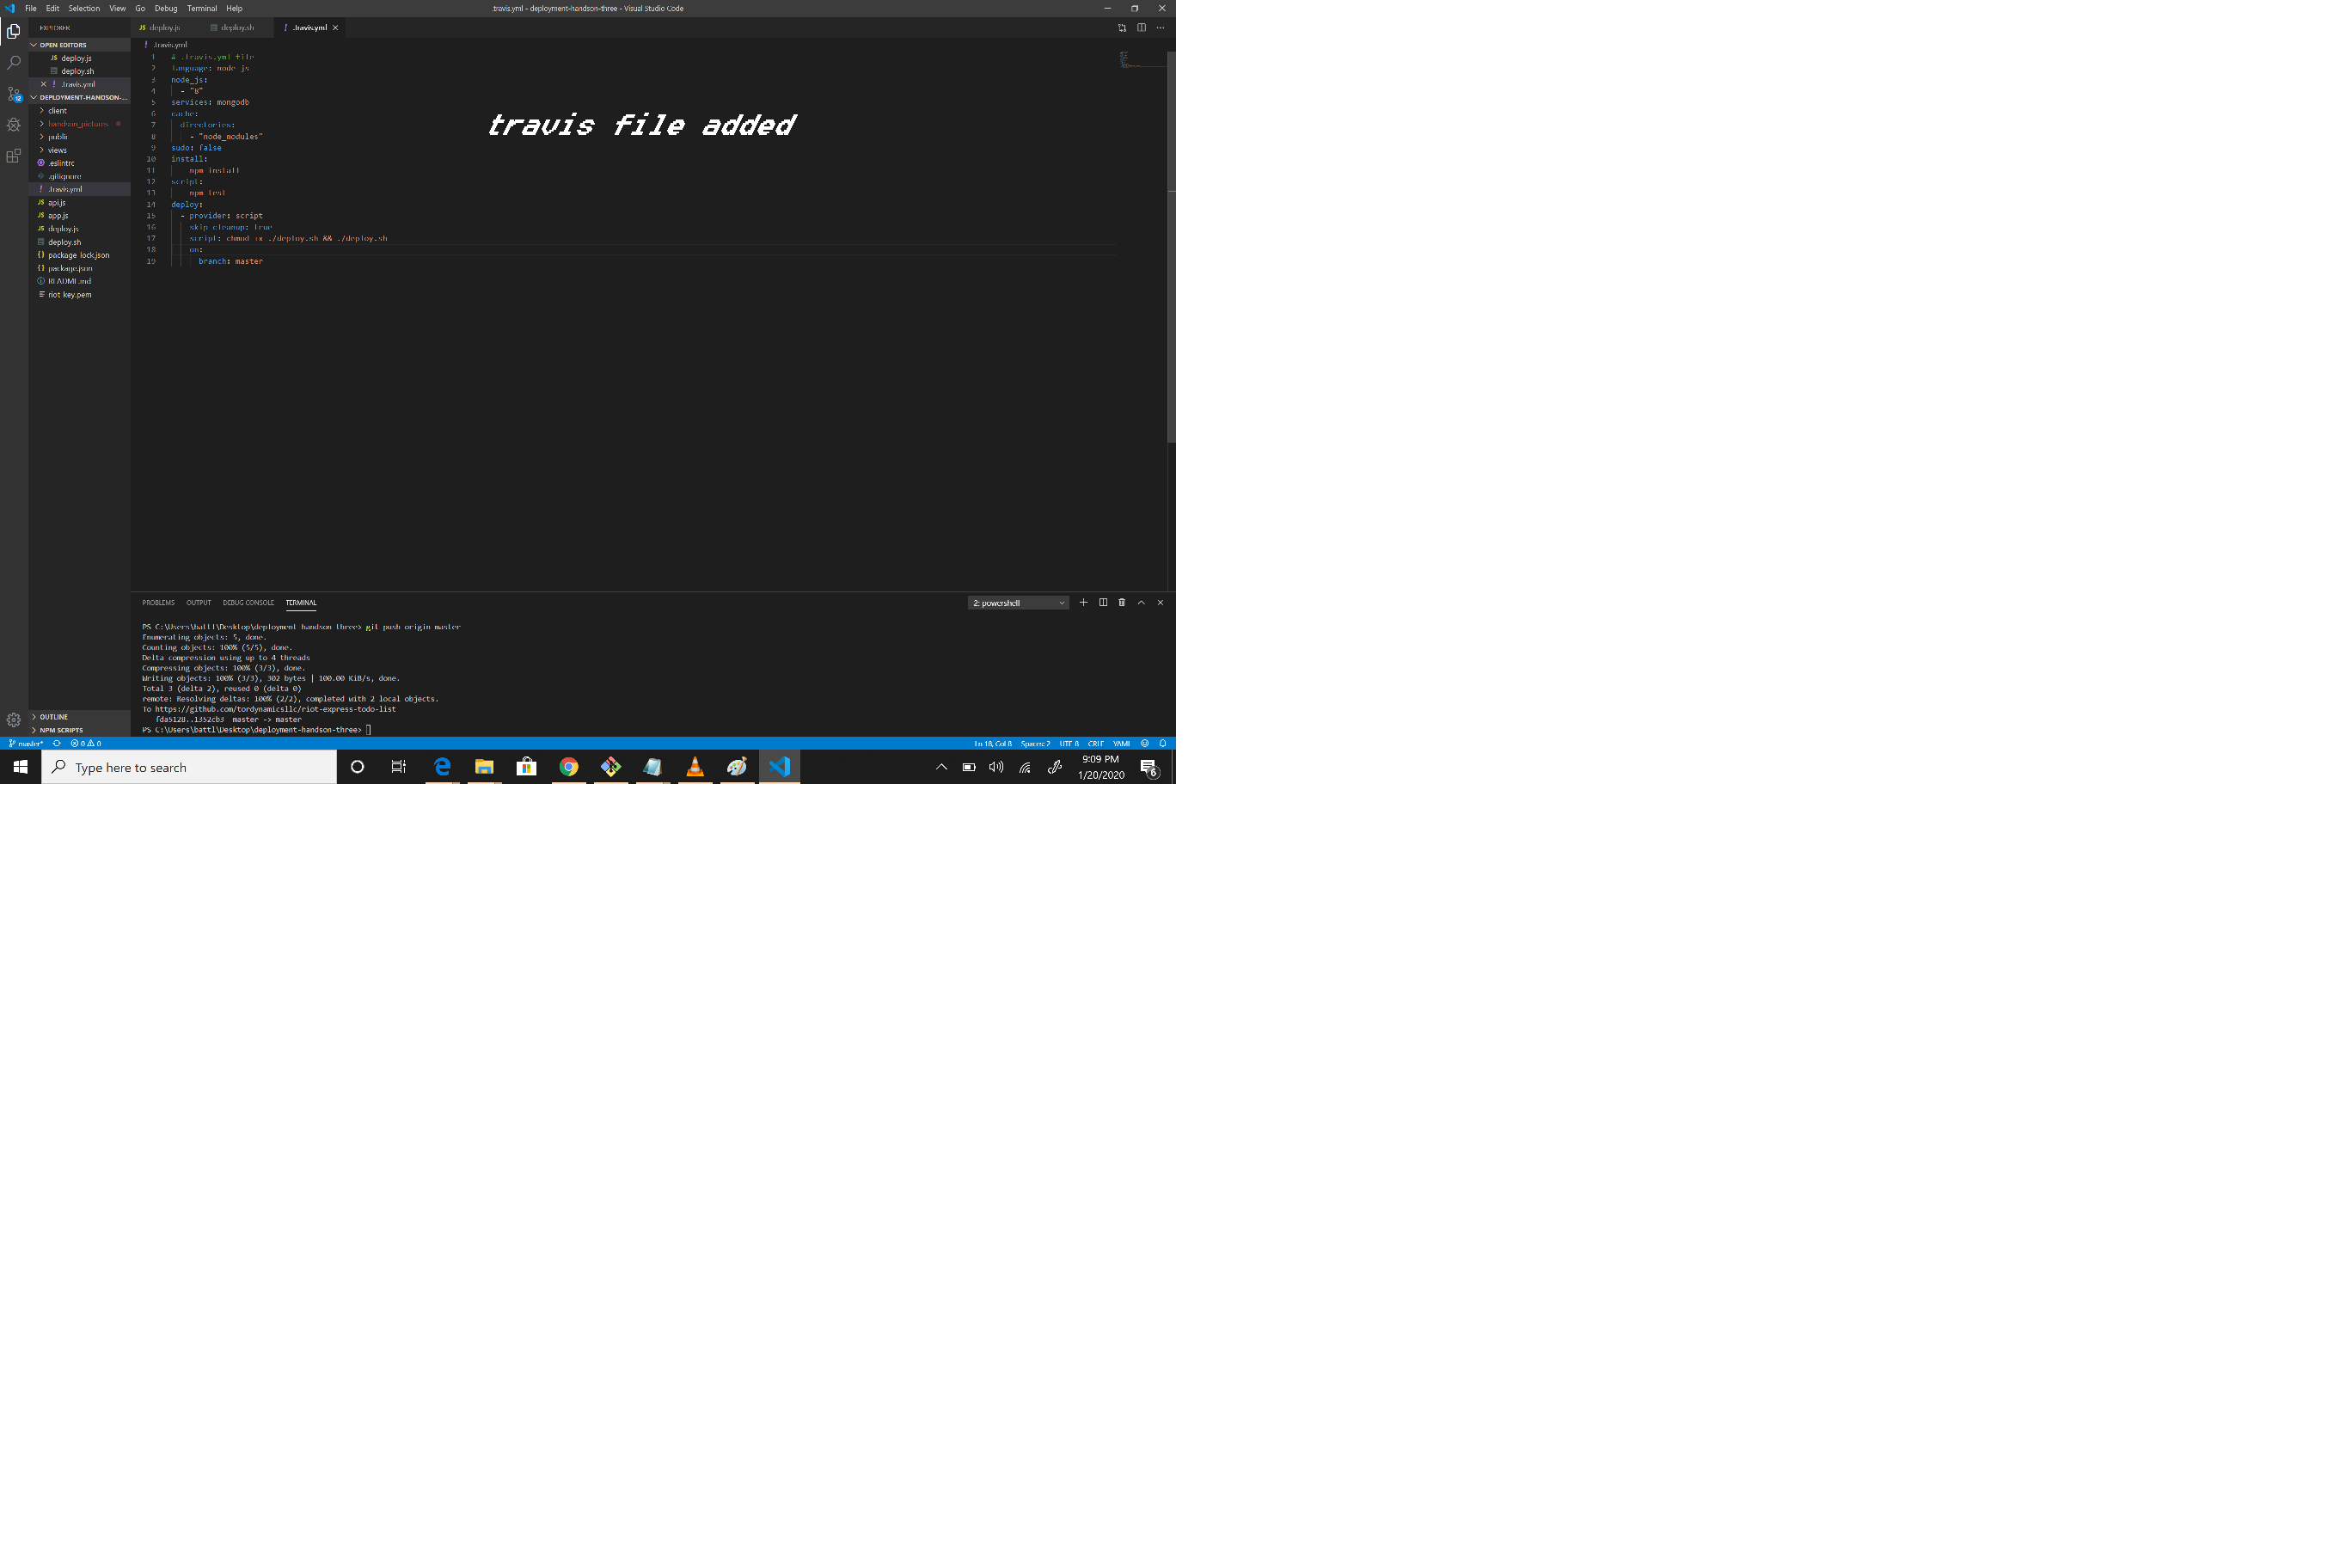 File Edit Selection View Go Debug Terminal Help
.travis.yml - deployment-handson-three - Visual Studio Code
EXPLORER
OPEN EDITORS
deploy.js
deploy.sh
.travis.yml
DEPLOYMENT-HANDSON-...
client
handson_pictures
public
views
.eslintrc
.gitignore
.travis.yml
api.js
app.js
deploy.js
deploy.sh
package-lock.json
package.json
README.md
riot-key.pem
OUTLINE
NPM SCRIPTS
deploy.js deploy.sh .travis.yml
.travis.yml
1 # .travis.yml file
2 language: node_js
3 node_js:
4 - "8"
5 services: mongodb
6 cache:
7 directories:
8 - "node_modules"
9 sudo: false
10 install:
11 npm install
12 script:
13 npm test
14 deploy:
15 - provider: script
16 skip_cleanup: true
17 script: chmod +x ./deploy.sh && ./deploy.sh
18 on:
19 branch: master
travis file added
PROBLEMS OUTPUT DEBUG CONSOLE TERMINAL
2: powershell
PS C:\Users\battl\Desktop\deployment-handson-three> git push origin master
Enumerating objects: 5, done.
Counting objects: 100% (5/5), done.
Delta compression using up to 4 threads
Compressing objects: 100% (3/3), done.
Writing objects: 100% (3/3), 302 bytes | 100.00 KiB/s, done.
Total 3 (delta 2), reused 0 (delta 0)
remote: Resolving deltas: 100% (2/2), completed with 2 local objects.
To https://github.com/tordynamicsllc/riot-express-todo-list
fda5128..1352cb3 master -> master
PS C:\Users\battl\Desktop\deployment-handson-three>
master* 0 0
Ln 18, Col 8 Spaces: 2 UTF-8 CRLF YAML
Type here to search
9:09 PM
1/20/2020
6